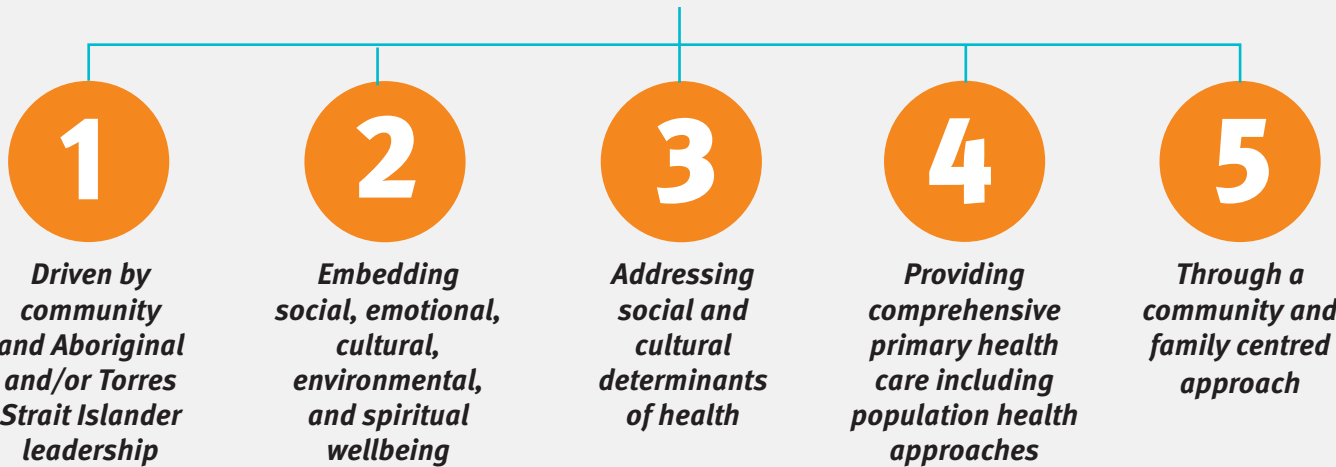 1
Driven by
community
and Aboriginal
and/or Torres
Strait Islander
leadership
2
Embedding
social, emotional,
cultural,
environmental,
and spiritual
wellbeing
3
Addressing
social and
cultural
determinants
of health
4
Providing
comprehensive
primary health
care including
population health
approaches
5
Through a
community and
family centred
approach